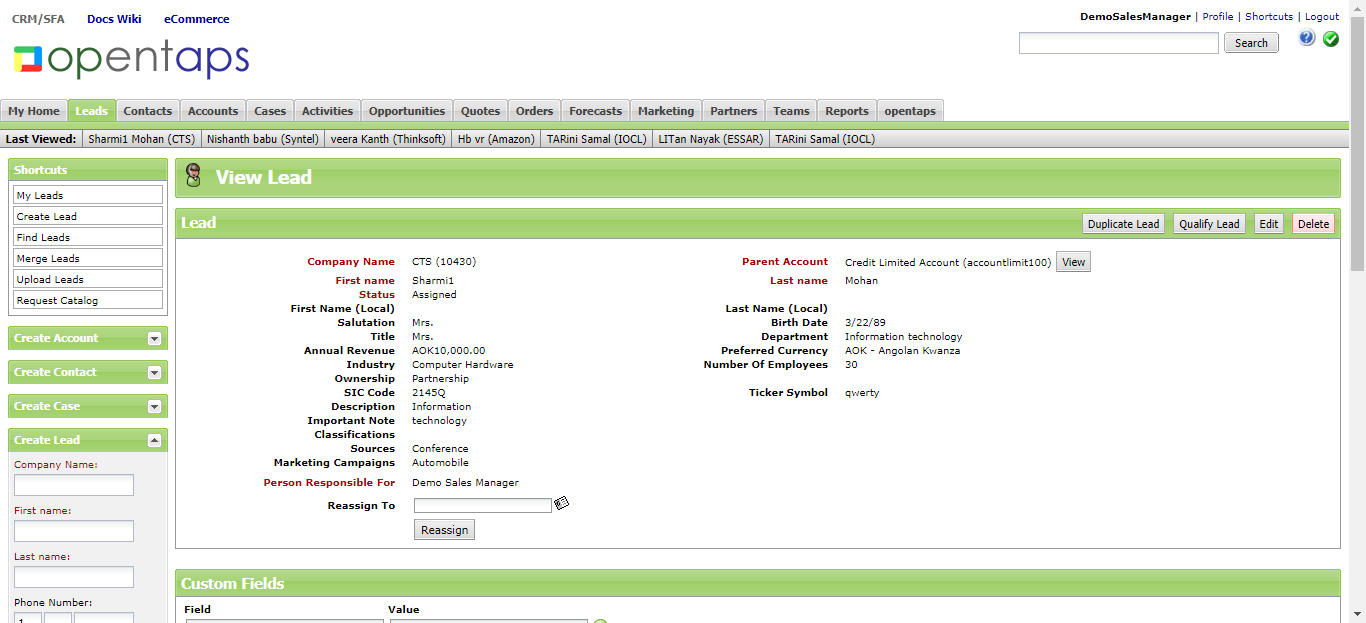 CRM/SFA Docs Wiki eCommerce
DemoSalesManager | Profile | Shortcuts | Logout
opentaps
Search
My Home Leads Contacts Accounts Cases Activities Opportunities Quotes Orders Forecasts Marketing Partners Teams Reports opentaps
Last Viewed: Sharmi1 Mohan (CTS) Nishanth babu (Syntel) veera Kanth (Thinksoft) Hb vr (Amazon) TARini Samal (IOCL) LITan Nayak (ESSAR) TARini Samal (IOCL)
Shortcuts
My Leads
Create Lead
Find Leads
Merge Leads
Upload Leads
Request Catalog
Create Account
Create Contact
Create Case
Create Lead
Company Name:
First name:
Last name:
Phone Number:
1
View Lead
Lead Duplicate Lead Qualify Lead Edit Delete
Company Name CTS (10430) Parent Account Credit Limited Account (accountlimit100) View
First name Sharmi1 Last name Mohan
Status Assigned
First Name (Local) Last Name (Local)
Salutation Mrs. Birth Date 3/22/89
Title Mrs. Department Information technology
Annual Revenue AOK10,000.00 Preferred Currency AOK - Angolan Kwanza
Industry Computer Hardware Number Of Employees 30
Ownership Partnership
SIC Code 2145Q Ticker Symbol qwerty
Description Information
Important Note technology
Classifications
Sources Conference
Marketing Campaigns Automobile
Person Responsible For Demo Sales Manager
Reassign To
Reassign
Custom Fields
Field Value